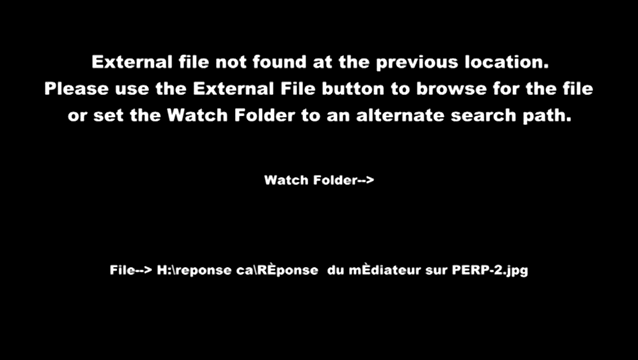 External file not found at the previous location.
Please use the External File button to browse for the file
or set the Watch Folder to an alternate search path.
Watch Folder-->
File--> H:\reponse ca\RÈponse  du mÈdiateur sur PERP-2.jpg